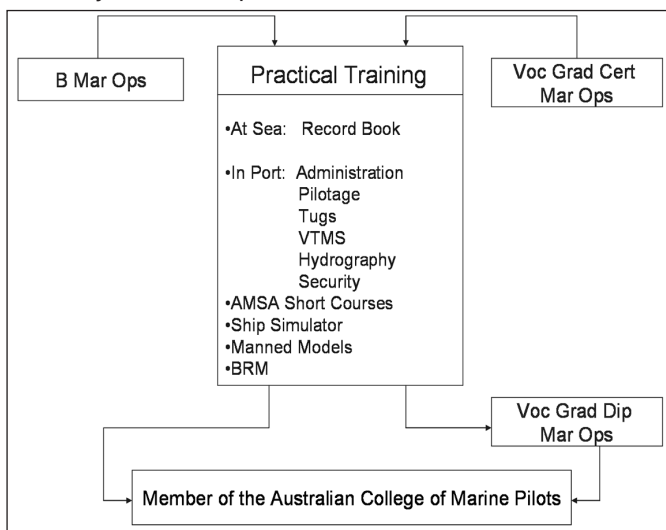 B Mar Ops
Practical Training
•At Sea: Record Book
•In Port: Administration
Pilotage
Tugs
VTMS
Hydrography
Security
•AMSA Short Courses
•Ship Simulator
•Manned Models
•BRM
Voc Grad Cert
Mar Ops
Voc Grad Dip
Mar Ops
Member of the Australian College of Marine Pilots